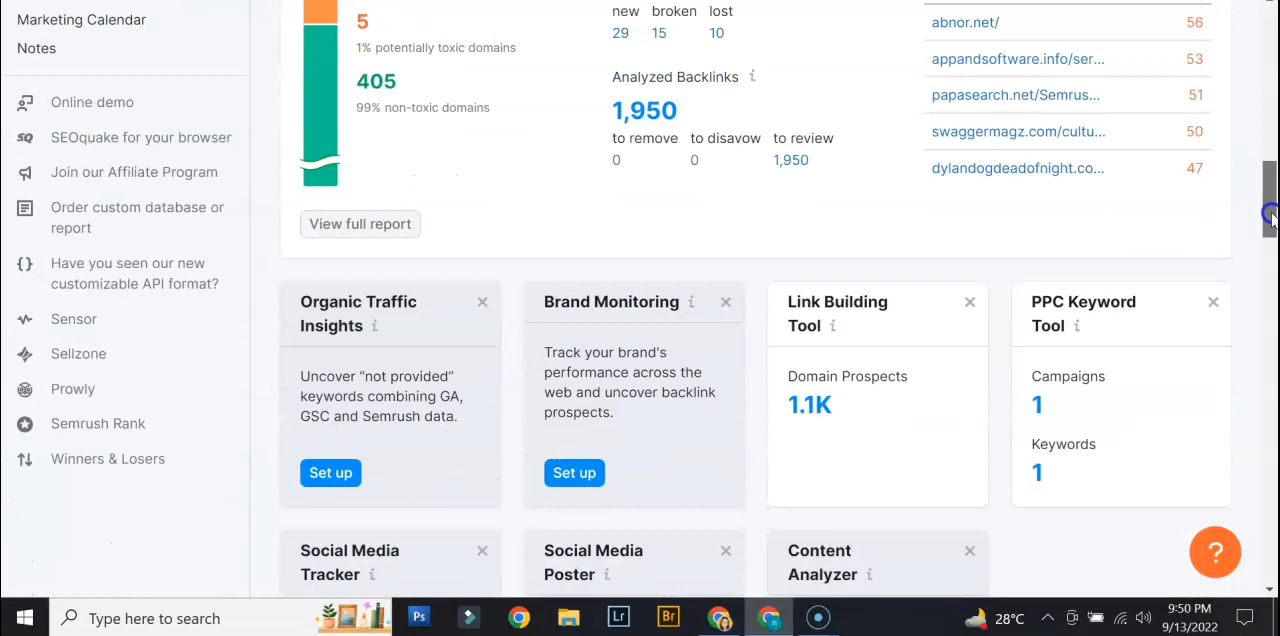 Marketing Calendar
Notes
Online demo
SEOquake for your browser
Join our Affiliate Program
Order custom database or
report
Have you seen our new
customizable API format?
Sensor
Sellzone
Prowly
Semrush Rank
Winners & Losers
5
1% potentially toxic domains
405
99% non-toxic domains
View full report
new broken lost
29 15 10
Analyzed Backlinks i
1,950
to remove to disavow to review
0 0 1,950
abnor.net/ 56
appandsoftware.info/ser... 53
papasearch.net/Semrus... 51
swaggermagz.com/cultu... 50
dylandogdeadofnight.co... 47
Organic Traffic
Insights i
Uncover “not provided”
keywords combining GA,
GSC and Semrush data.
Set up
Brand Monitoring i
Track your brand's
performance across the
web and uncover backlink
prospects.
Set up
Link Building
Tool i
Domain Prospects
1.1K
PPC Keyword
Tool i
Campaigns
1
Keywords
1
Social Media
Tracker i
Social Media
Poster i
Content
Analyzer i
?
Type here to search
Ps
Lr
Br
28°C
9:50 PM
9/13/2022